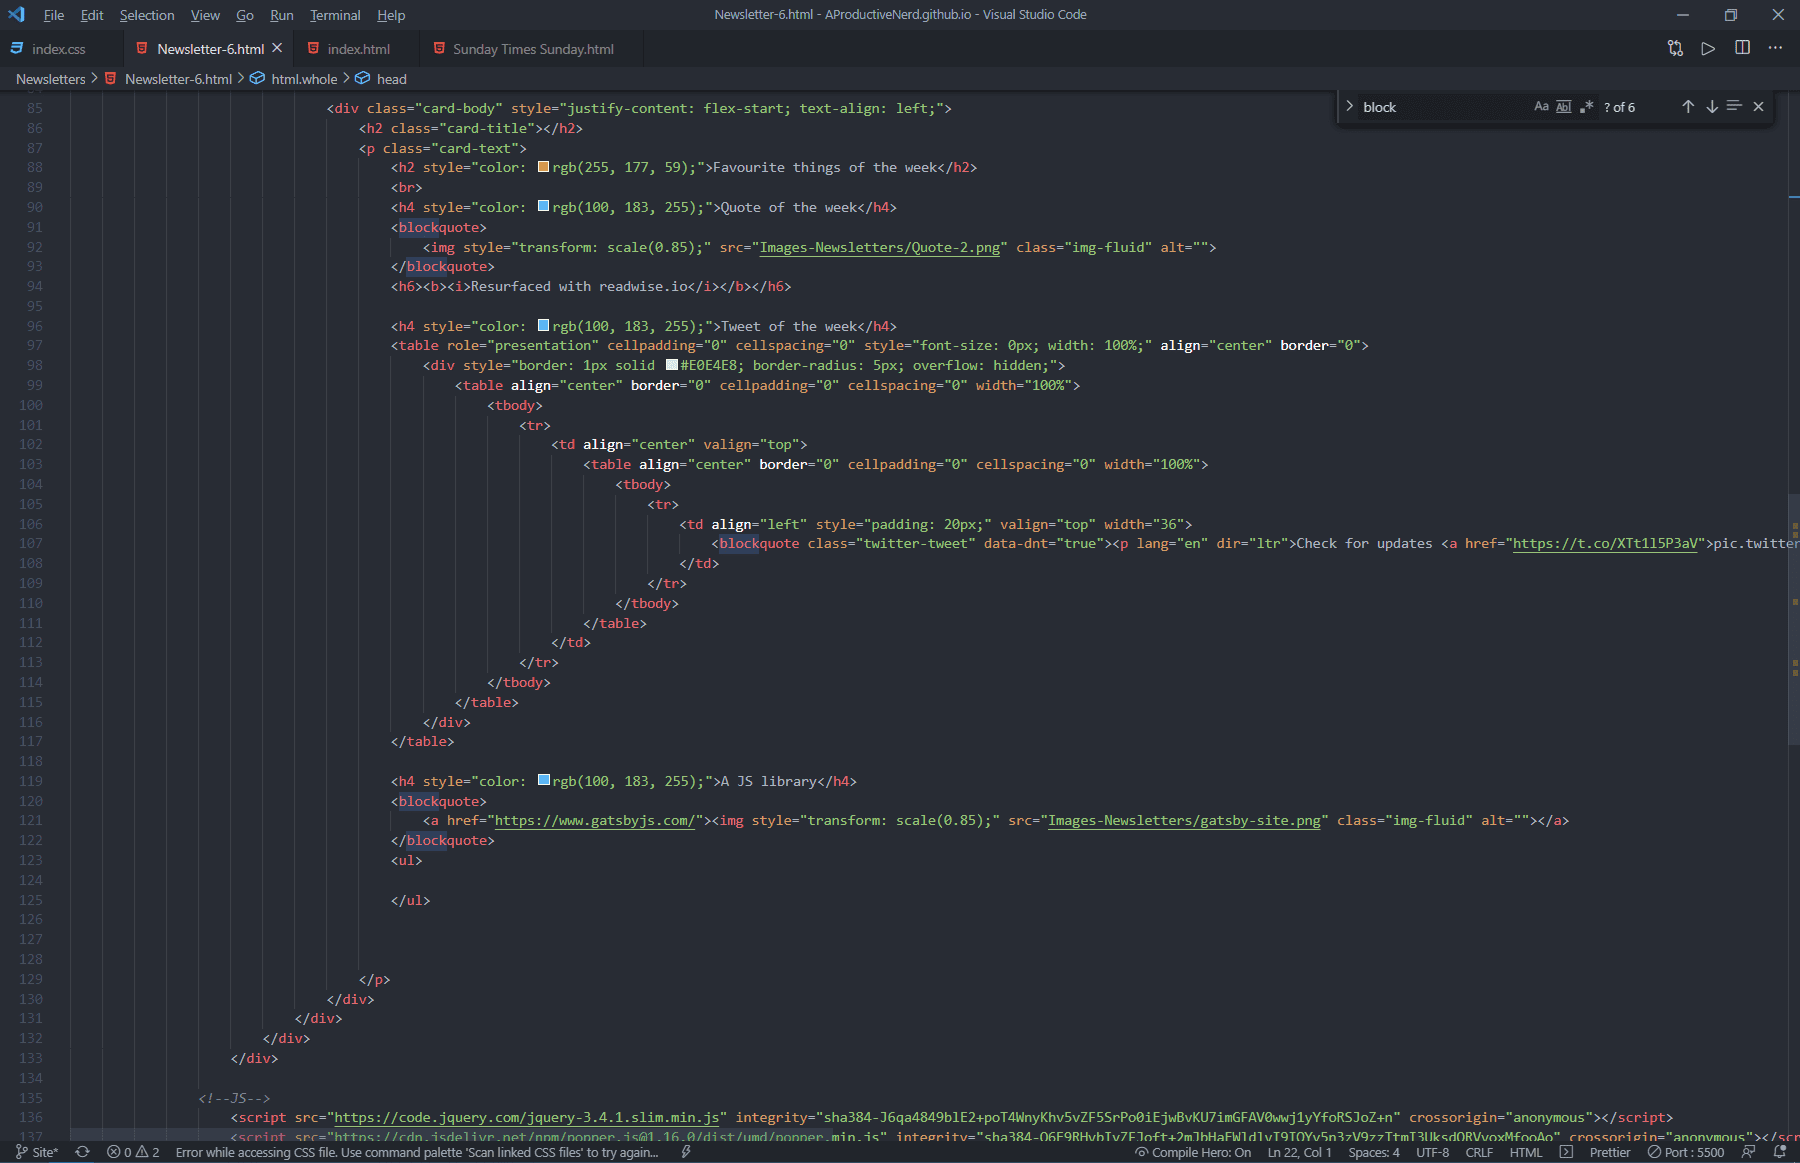 File Edit Selection View Go Run Terminal Help Newsletter-6.html - AProductiveNerd.github.io - Visual Studio Code
index.css Newsletter-6.html index.html Sunday Times Sunday.html
Newsletters > Newsletter-6.html > html.whole > head
block Aa Abl .* ? of 6
85 <div class="card-body" style="justify-content: flex-start; text-align: left;">
86 <h2 class="card-title"></h2>
87 <p class="card-text">
88 <h2 style="color: rgb(255, 177, 59);">Favourite things of the week</h2>
89 <br>
90 <h4 style="color: rgb(100, 183, 255);">Quote of the week</h4>
91 <blockquote>
92 <img style="transform: scale(0.85);" src="Images-Newsletters/Quote-2.png" class="img-fluid" alt="">
93 </blockquote>
94 <h6><b><i>Resurfaced with readwise.io</i></b></h6>
95
96 <h4 style="color: rgb(100, 183, 255);">Tweet of the week</h4>
97 <table role="presentation" cellpadding="0" cellspacing="0" style="font-size: 0px; width: 100%;" align="center" border="0">
98 <div style="border: 1px solid #E0E4E8; border-radius: 5px; overflow: hidden;">
99 <table align="center" border="0" cellpadding="0" cellspacing="0" width="100%">
100 <tbody>
101 <tr>
102 <td align="center" valign="top">
103 <table align="center" border="0" cellpadding="0" cellspacing="0" width="100%">
104 <tbody>
105 <tr>
106 <td align="left" style="padding: 20px;" valign="top" width="36">
107 <blockquote class="twitter-tweet" data-dnt="true"><p lang="en" dir="ltr">Check for updates <a href="https://t.co/XTt1l5P3aV">pic.twitter
108 </td>
109 </tr>
110 </tbody>
111 </table>
112 </td>
113 </tr>
114 </tbody>
115 </table>
116 </div>
117 </table>
118
119 <h4 style="color: rgb(100, 183, 255);">A JS library</h4>
120 <blockquote>
121 <a href="https://www.gatsbyjs.com/"><img style="transform: scale(0.85);" src="Images-Newsletters/gatsby-site.png" class="img-fluid" alt=""></a>
122 </blockquote>
123 <ul>
124
125 </ul>
126
127
128
129 </p>
130 </div>
131 </div>
132 </div>
133 </div>
134
135 <!--JS-->
136 <script src="https://code.jquery.com/jquery-3.4.1.slim.min.js" integrity="sha384-J6qa4849blE2+poT4WnyKhv5vZF5SrPo0iEjwBvKU7imGFAV0wwj1yYfoRSJoZ+n" crossorigin="anonymous"></script>
137 <script src="https://cdn.jsdelivr.net/npm/popper.js@1.16.0/dist/umd/popper.min.js" crossorigin="anonymous"></scr
Site* 0 2 Error while accessing CSS file. Use command palette 'Scan linked CSS files' to try again... Compile Hero: On Ln 22, Col 1 Spaces: 4 UTF-8 CRLF HTML Prettier Port : 5500